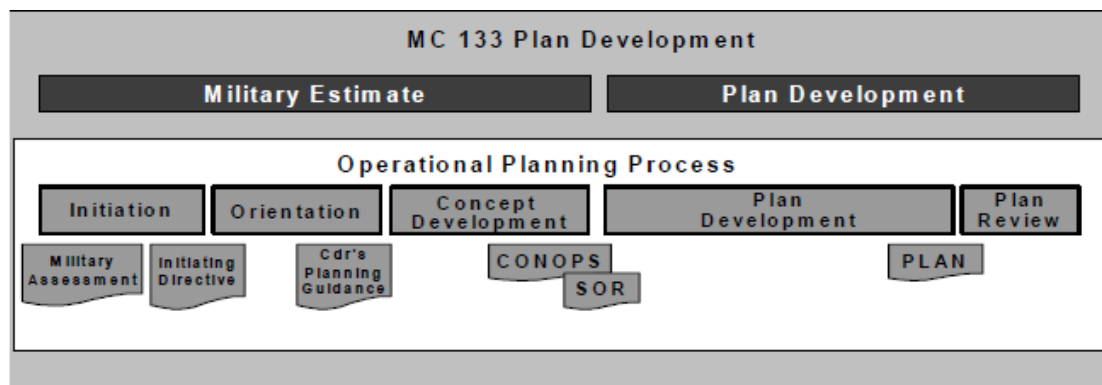 MC 133 Plan Development
Military Estimate
Plan Development
Operational Planning Process
Initiation
Orientation
Concept
Development
Plan
Development
Plan
Review
Military
Assessment
Initiating
Directive
Cdr's
Planning
Guidance
CONOPS
SOR
PLAN